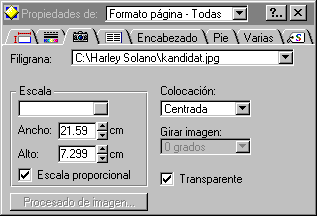 Propiedades de: Formato página - Todas
?..
X
Encabezado Pie Varias
Filigrana: C:\Harley Solano\kandidat.jpg
Escala
Ancho: 21.59 cm
Alto: 7.299 cm
Escala proporcional
Procesado de imagen...
Colocación:
Centrada
Girar imagen:
0 grados
Transparente